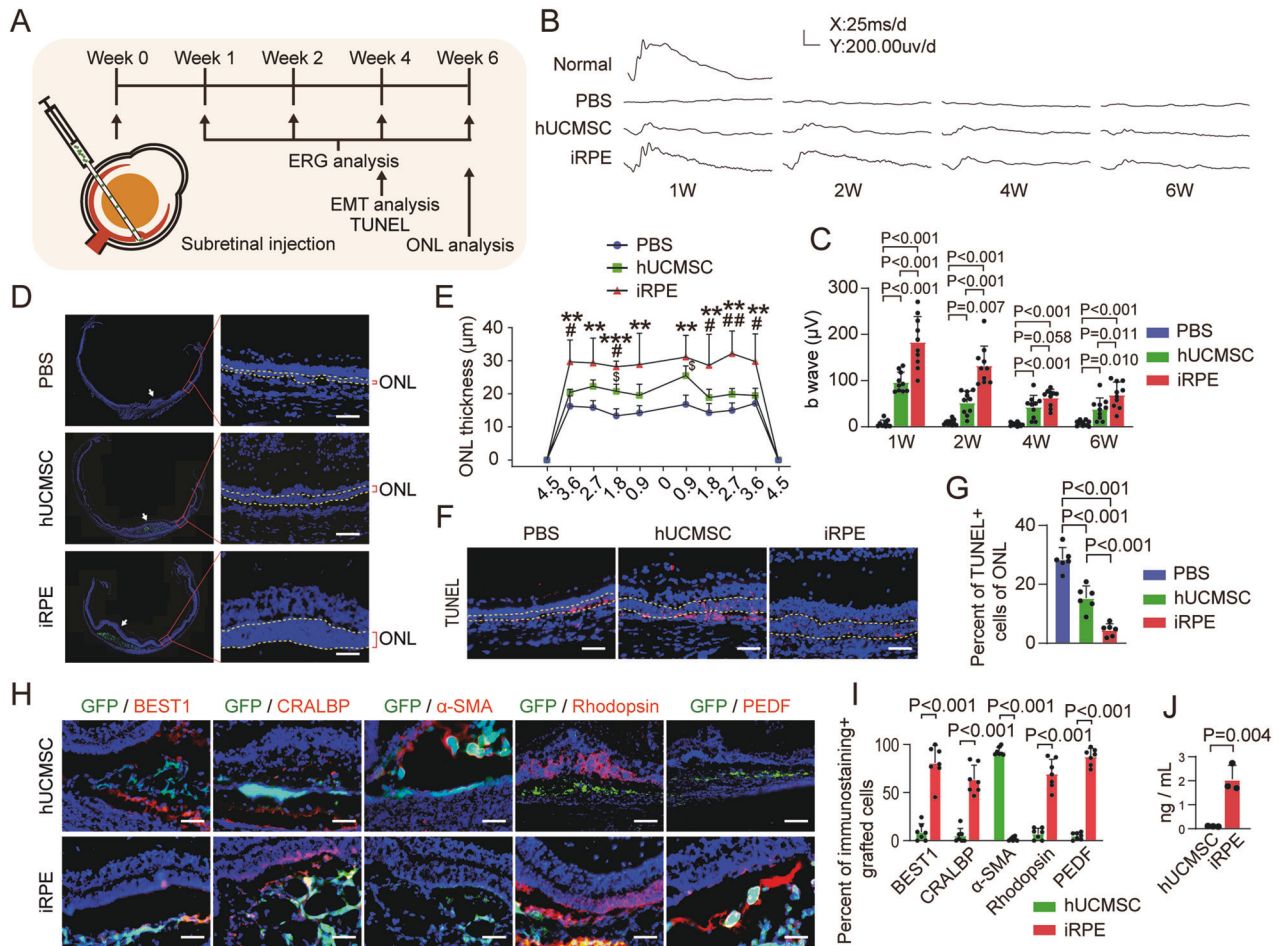 A
Week 0 Week 1 Week 2 Week 4 Week 6
ERG analysis
EMT analysis
TUNEL
ONL analysis
Subretinal injection
B
X:25ms/d
Y:200.00uv/d
Normal
PBS
hUCMSC
iRPE
1W 2W 4W 6W
C
P<0.001 P<0.001
P<0.001 P<0.001 P<0.001 P<0.001
P<0.001 P=0.007 P=0.058 P=0.011
P<0.001 P=0.010
b wave (µV)
300
200
100
0
1W 2W 4W 6W
PBS
hUCMSC
iRPE
D
PBS
ONL
hUCMSC
ONL
iRPE
ONL
E
PBS
hUCMSC
iRPE
** ** *** ** ** ** ** **
# # # ## #
$ $
ONL thickness (µm)
40
30
20
10
0
4.5 3.6 2.7 1.8 0.9 0 0.9 1.8 2.7 3.6 4.5
F
PBS hUCMSC iRPE
TUNEL
G
P<0.001
P<0.001
P<0.001
Percent of TUNEL+
cells of ONL
40
20
0
PBS
hUCMSC
iRPE
H
GFP / BEST1 GFP / CRALBP GFP / α-SMA GFP / Rhodopsin GFP / PEDF
hUCMSC
iRPE
I
P<0.001 P<0.001 P<0.001
P<0.001 P<0.001
Percent of immunostaining+
grafted cells
100
50
0
BEST1 CRALBP α-SMA Rhodopsin PEDF
hUCMSC
iRPE
J
P=0.004
ng / mL
3
2
1
0
hUCMSC iRPE